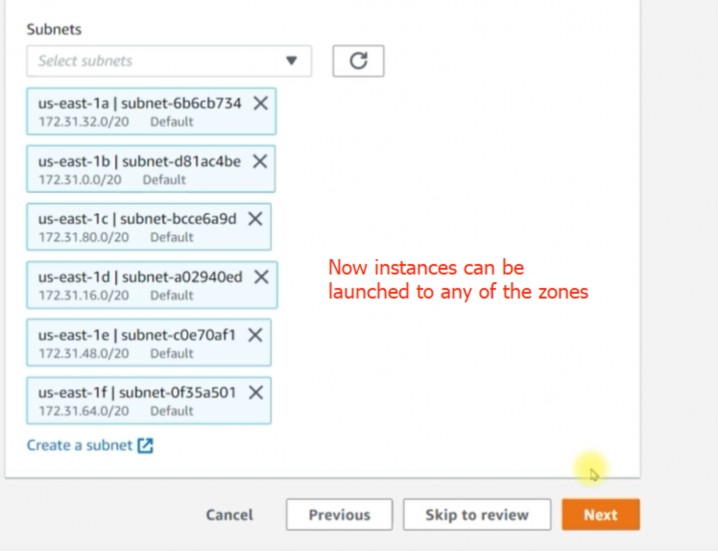 Subnets
Select subnets
us-east-1a | subnet-6b6cb734
172.31.32.0/20 Default
us-east-1b | subnet-d81ac4be
172.31.0.0/20 Default
us-east-1c | subnet-bcce6a9d
172.31.80.0/20 Default
us-east-1d | subnet-a02940ed
172.31.16.0/20 Default
us-east-1e | subnet-c0e70af1
172.31.48.0/20 Default
us-east-1f | subnet-0f35a501
172.31.64.0/20 Default
Now instances can be
launched to any of the zones
Create a subnet
Cancel Previous Skip to review Next